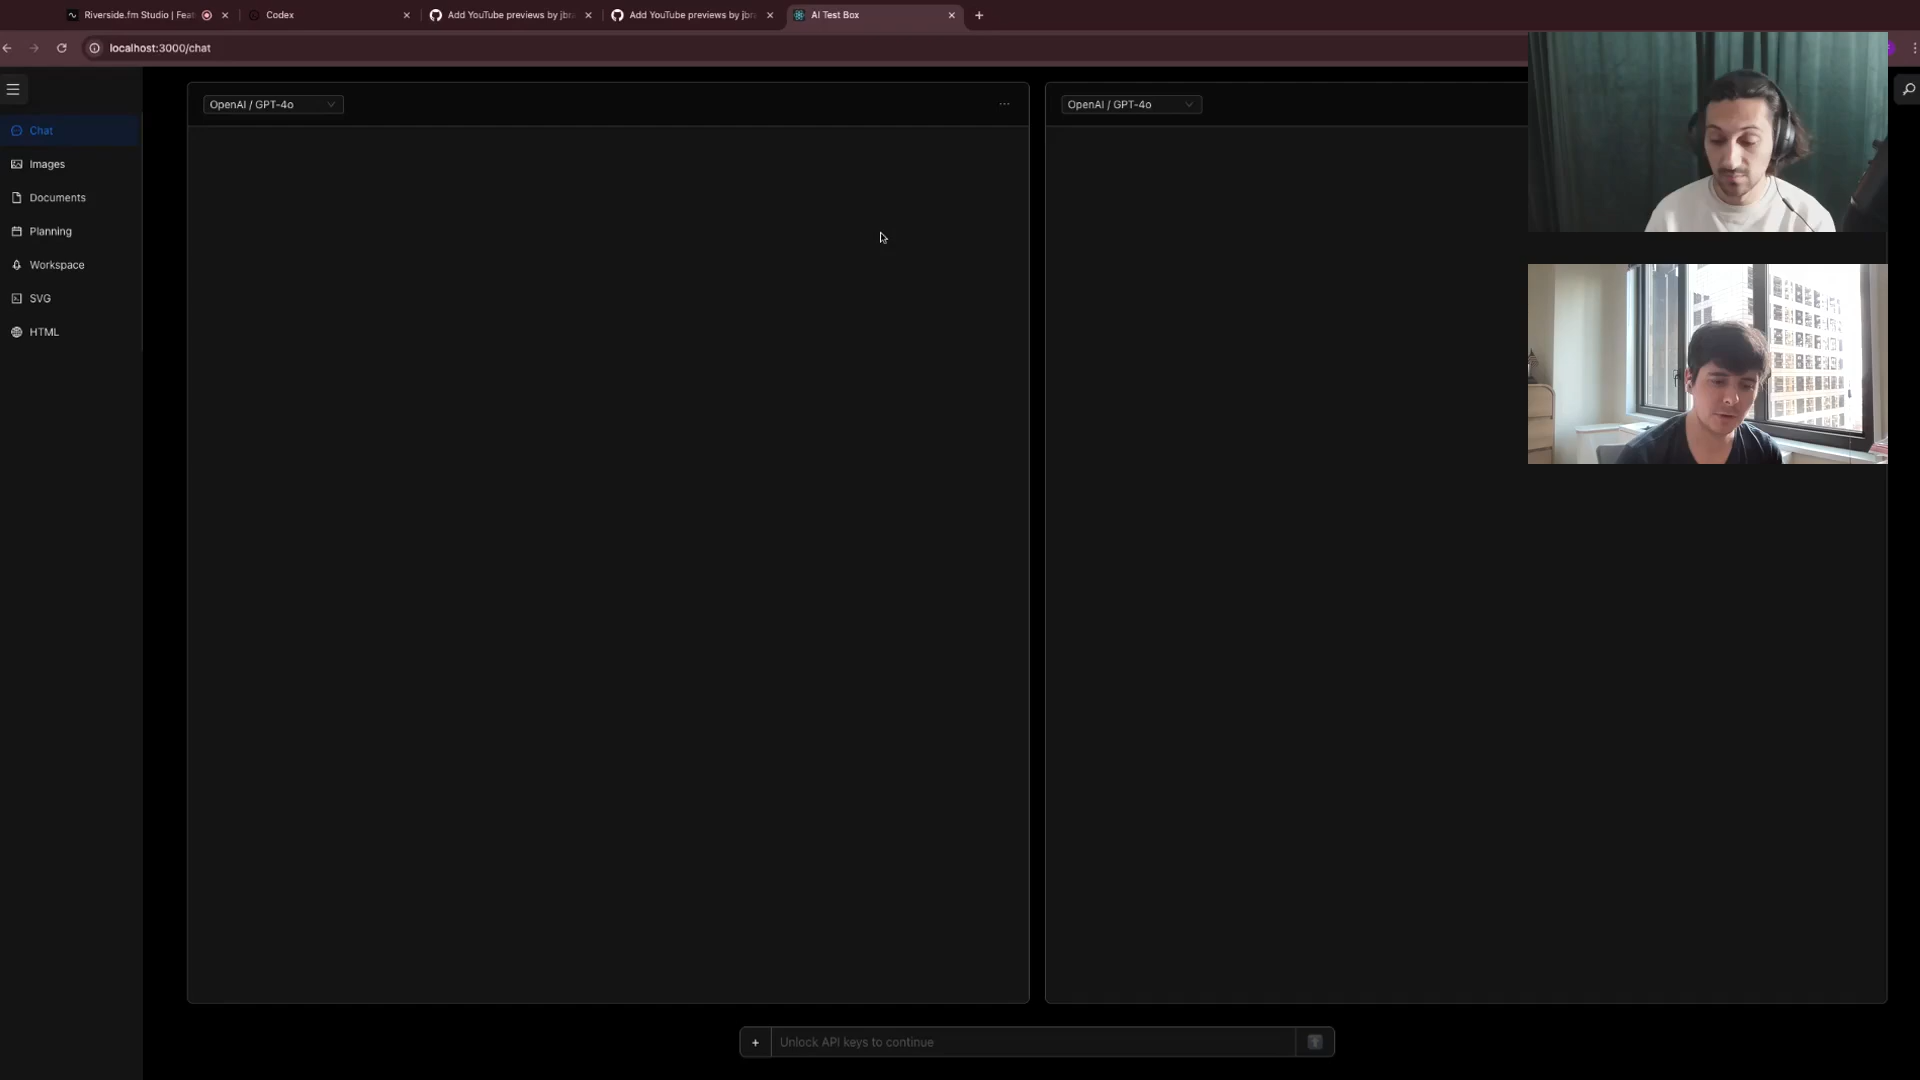 Riverside.fm Studio | Feat
Codex
Add YouTube previews by jbr
Add YouTube previews by jbr
AI Test Box
localhost:3000/chat
OpenAI / GPT-4o
OpenAI / GPT-4o
Chat
Images
Documents
Planning
Workspace
SVG
HTML
Unlock API keys to continue